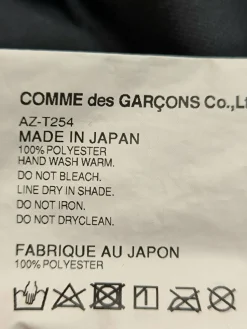 COMME des GARÇONS Co.,Lt
AZ-T254
MADE IN JAPAN
100% POLYESTER
HAND WASH WARM.
DO NOT BLEACH.
LINE DRY IN SHADE.
DO NOT IRON.
DO NOT DRYCLEAN.
FABRIQUE AU JAPON
100% POLYESTER